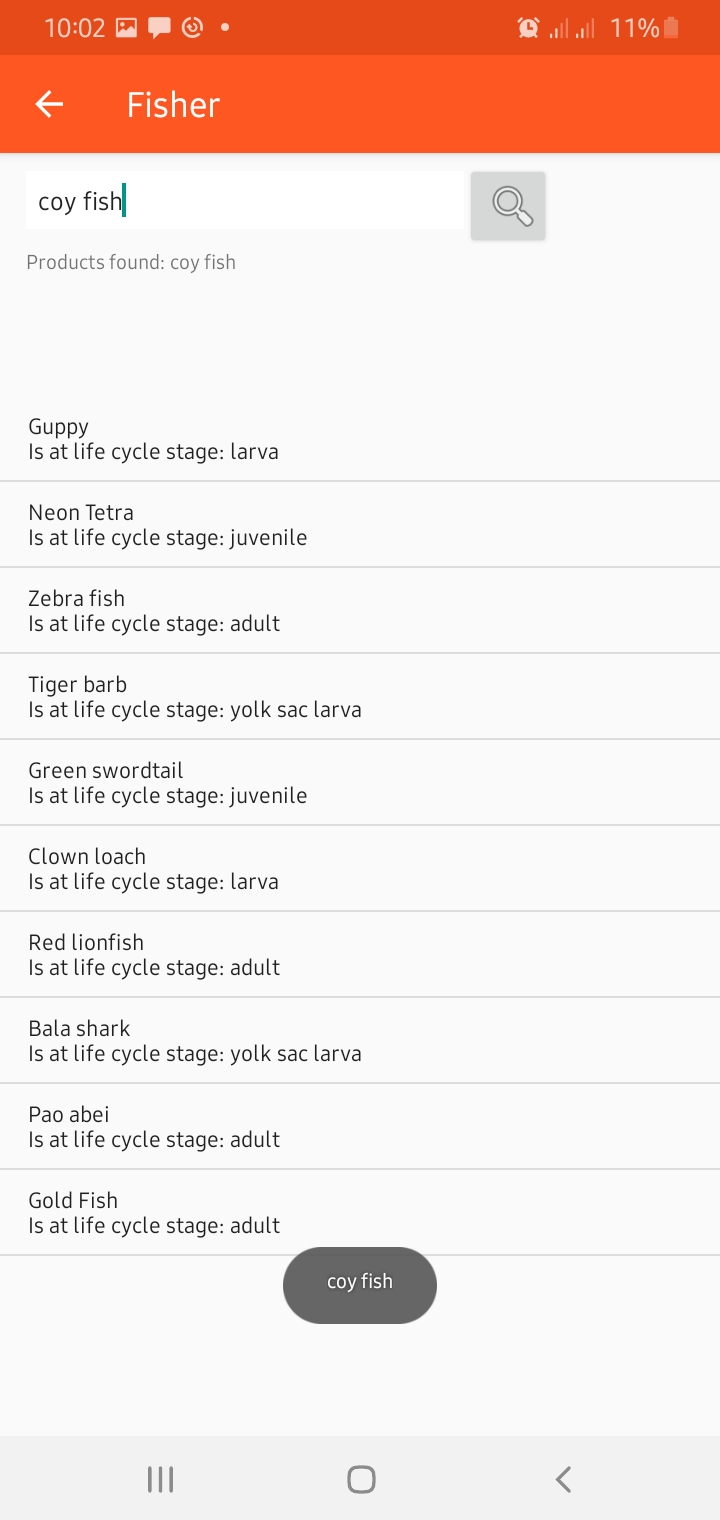 10:02 11%
Fisher
coy fish
Products found: coy fish
Guppy
Is at life cycle stage: larva
Neon Tetra
Is at life cycle stage: juvenile
Zebra fish
Is at life cycle stage: adult
Tiger barb
Is at life cycle stage: yolk sac larva
Green swordtail
Is at life cycle stage: juvenile
Clown loach
Is at life cycle stage: larva
Red lionfish
Is at life cycle stage: adult
Bala shark
Is at life cycle stage: yolk sac larva
Pao abei
Is at life cycle stage: adult
Gold Fish
Is at life cycle stage: adult
coy fish